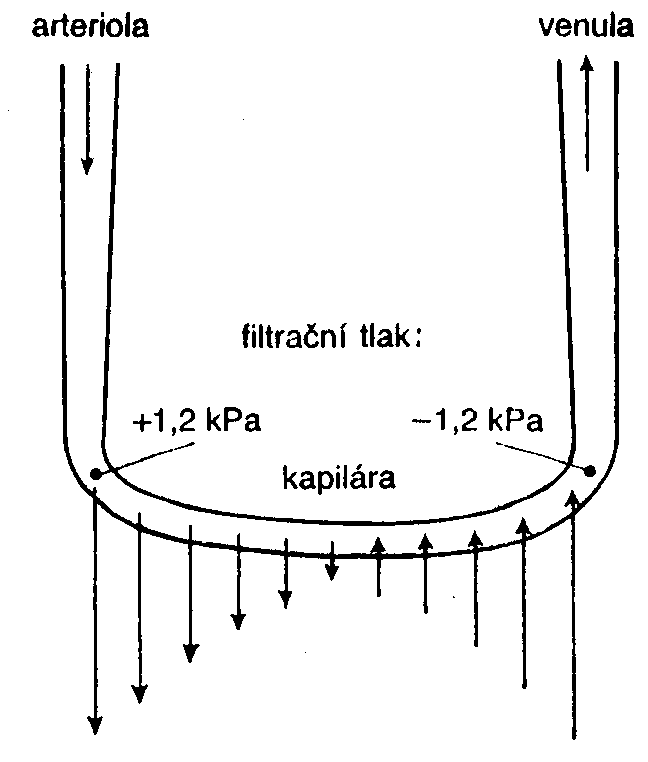 arteriola
venula
filtrační tlak:
+1,2 kPa
−1,2 kPa
kapilára